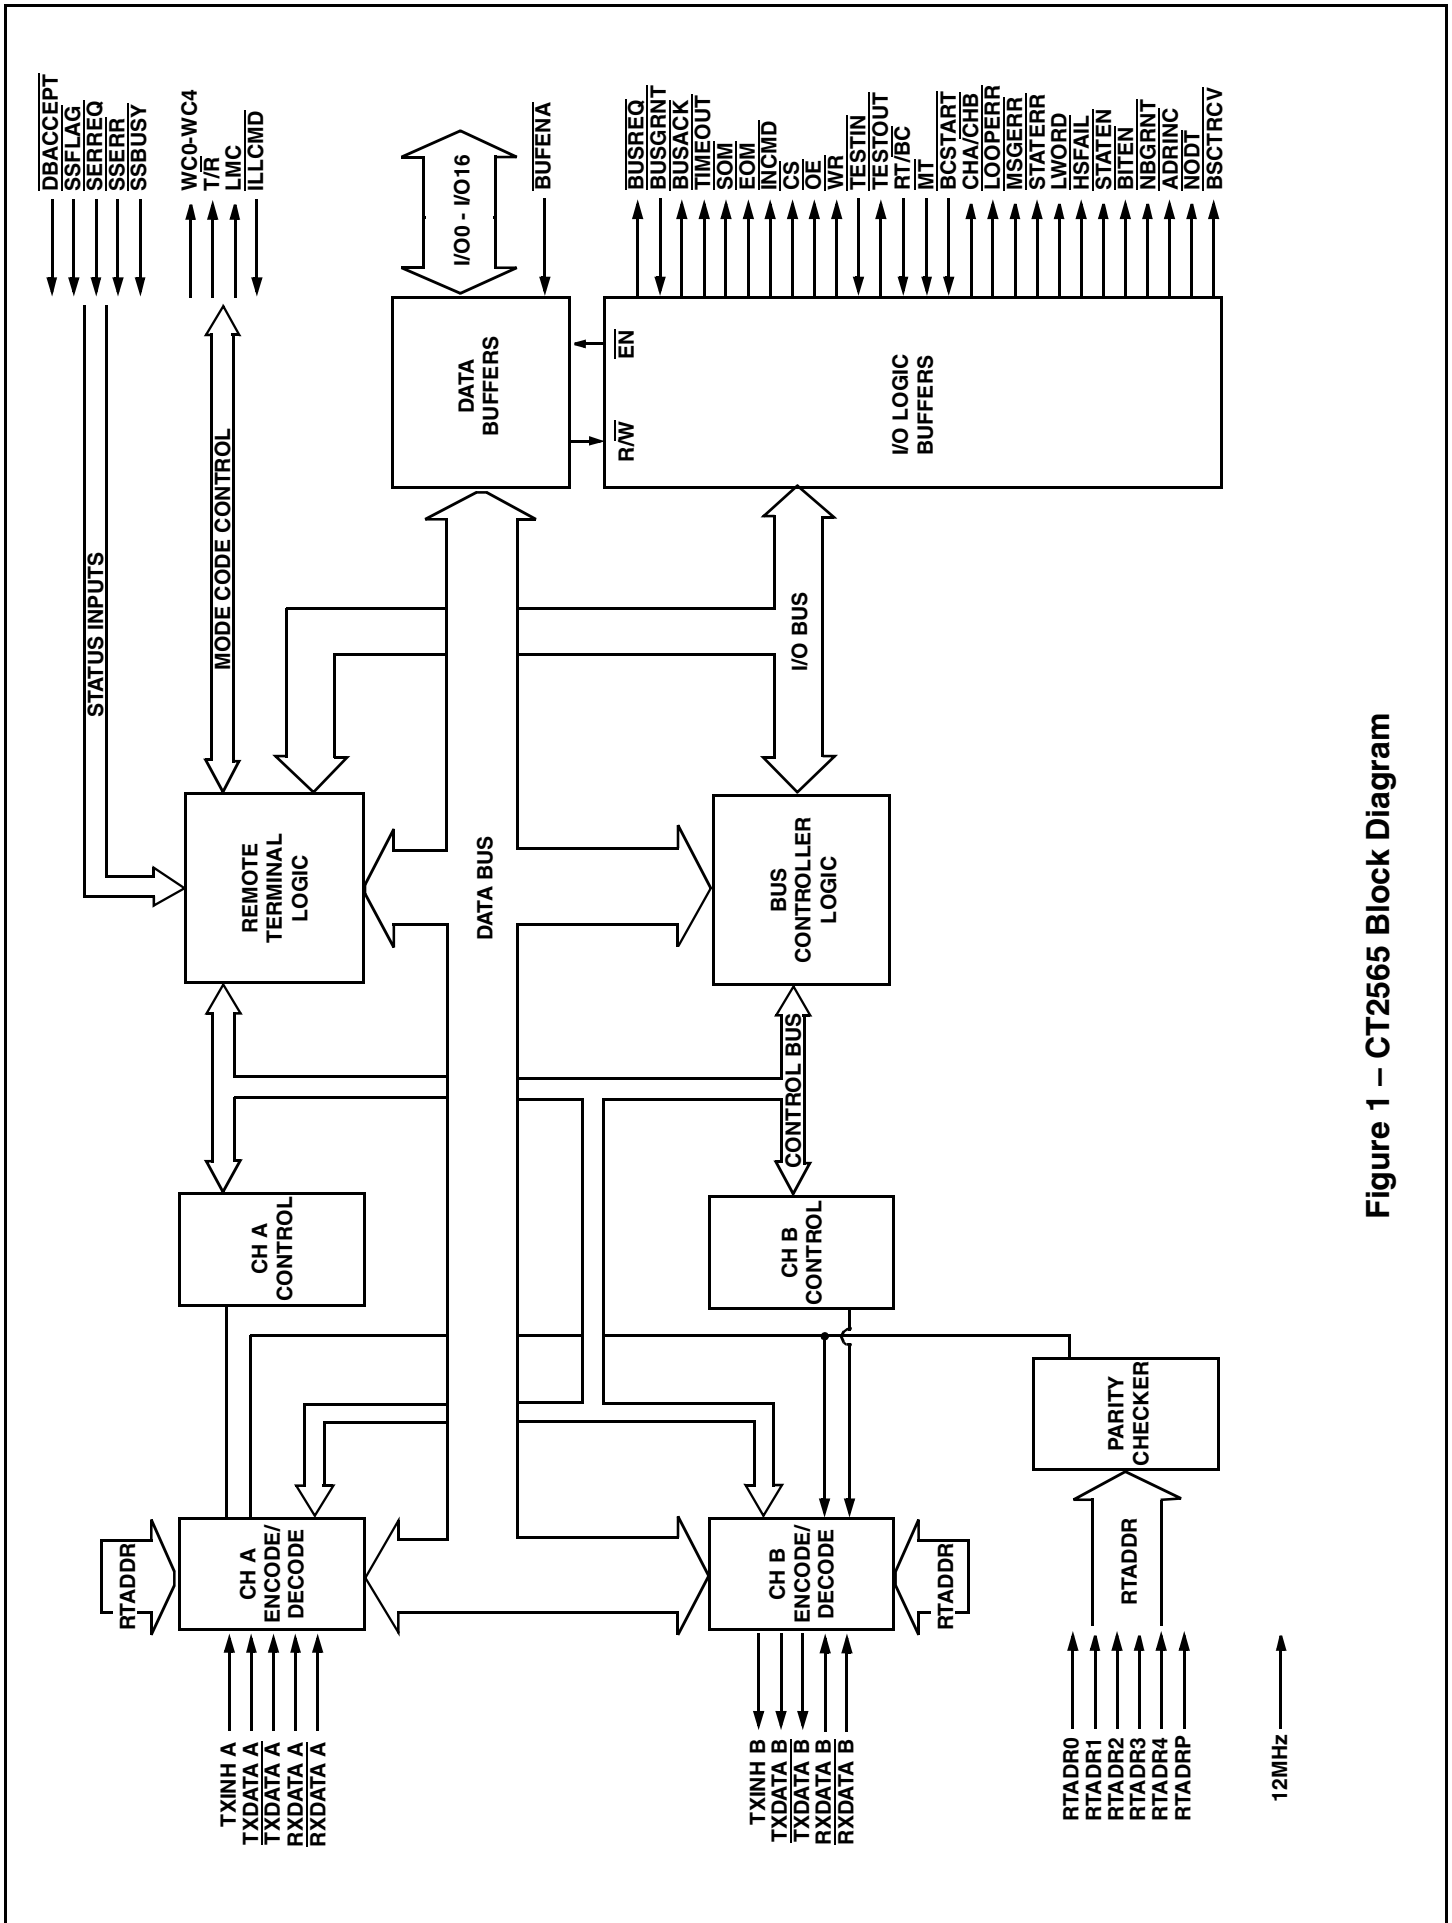 TXINH A
TXDATA A
TXDATA A
RXDATA A
RXDATA A
RTADDR
CH A
ENCODE/
DECODE
CH A
CONTROL
REMOTE
TERMINAL
LOGIC
STATUS INPUTS
MODE CODE CONTROL
DBACCEPT
SSFLAG
SERREQ
SSERR
SSBUSY
WC0-WC4
T/R
LMC
ILLCMD
DATA BUS
DATA
BUFFERS
I/O0 - I/O16
BUFENA
EN
R/W
TXINH B
TXDATA B
TXDATA B
RXDATA B
RXDATA B
CH B
ENCODE/
DECODE
RTADDR
CH B
CONTROL
CONTROL BUS
BUS
CONTROLLER
LOGIC
I/O BUS
I/O LOGIC
BUFFERS
BUSREQ
BUSGRNT
BUSACK
TIMEOUT
SOM
EOM
INCMD
CS
OE
WR
TESTIN
TESTOUT
RT/BC
MT
BCSTART
CHA/CHB
LOOPERR
MSGERR
STATERR
LWORD
HSFAIL
STATEN
BITEN
NBGRNT
ADRINC
NODT
BSCTRCV
RTADR0
RTADR1
RTADR2
RTADR3
RTADR4
RTADRP
RTADDR
PARITY
CHECKER
12MHz
Figure 1 – CT2565 Block Diagram